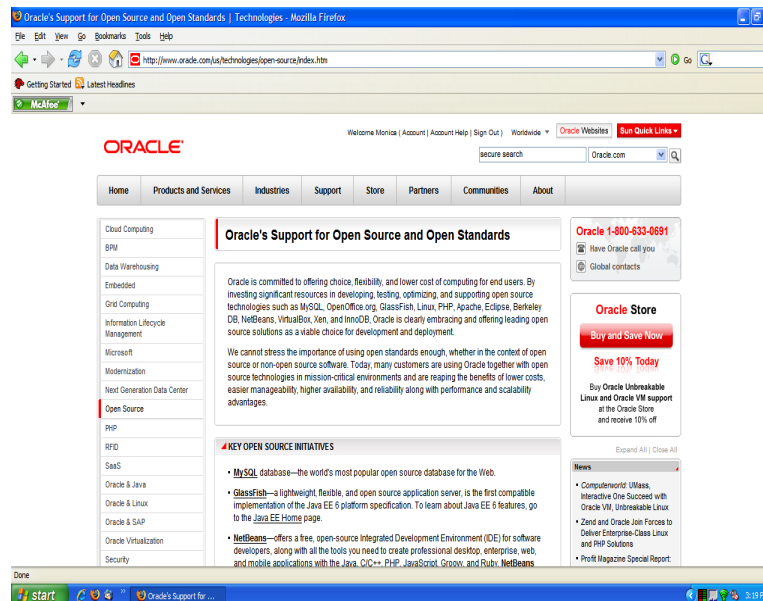 Oracle's Support for Open Source and Open Standards | Technologies - Mozilla Firefox
File Edit View Go Bookmarks Tools Help
http://www.oracle.com/us/technologies/open-source/index.htm
Go
G
Getting Started Latest Headlines
McAfee
Welcome Monica ( Account | Account Help | Sign Out ) Worldwide
Oracle Websites
Sun Quick Links
ORACLE
secure search
Oracle.com
Home Products and Services Industries Support Store Partners Communities About
Cloud Computing
BPM
Data Warehousing
Embedded
Grid Computing
Information Lifecycle
Management
Microsoft
Modernization
Next Generation Data Center
Open Source
PHP
RFID
SaaS
Oracle & Java
Oracle & Linux
Oracle & SAP
Oracle Virtualization
Security
Oracle's Support for Open Source and Open Standards
Oracle is committed to offering choice, flexibility, and lower cost of computing for end users. By
investing significant resources in developing, testing, optimizing, and supporting open source
technologies such as MySQL, OpenOffice.org, GlassFish, Linux, PHP, Apache, Eclipse, Berkeley
DB, NetBeans, VirtualBox, Xen, and InnoDB, Oracle is clearly embracing and offering leading open
source solutions as a viable choice for development and deployment.
We cannot stress the importance of using open standards enough, whether in the context of open
source or non-open source software. Today, many customers are using Oracle together with open
source technologies in mission-critical environments and are reaping the benefits of lower costs,
easier manageability, higher availability, and reliability along with performance and scalability
advantages.
KEY OPEN SOURCE INITIATIVES
• MySQL database—the world's most popular open source database for the Web.
• GlassFish—a lightweight, flexible, and open source application server, is the first compatible
implementation of the Java EE 6 platform specification. To learn about Java EE 6 features, go
to the Java EE Home page.
• NetBeans—offers a free, open-source Integrated Development Environment (IDE) for software
developers, along with all the tools you need to create professional desktop, enterprise, web,
and mobile applications with the Java, C/C++, PHP, JavaScript, Groovy, and Ruby. NetBeans
Oracle 1-800-633-0691
Have Oracle call you
Global contacts
Oracle Store
Buy and Save Now
Save 10% Today
Buy Oracle Unbreakable
Linux and Oracle VM support
at the Oracle Store
and receive 10% off
Expand All | Close All
News
• Computerworld: UMass,
Interactive One Succeed with
Oracle VM, Unbreakable Linux
• Zend and Oracle Join Forces to
Deliver Enterprise-Class Linux
and PHP Solutions
• Profit Magazine Special Report:
Done
start
Oracle's Support for ...
3:19 P